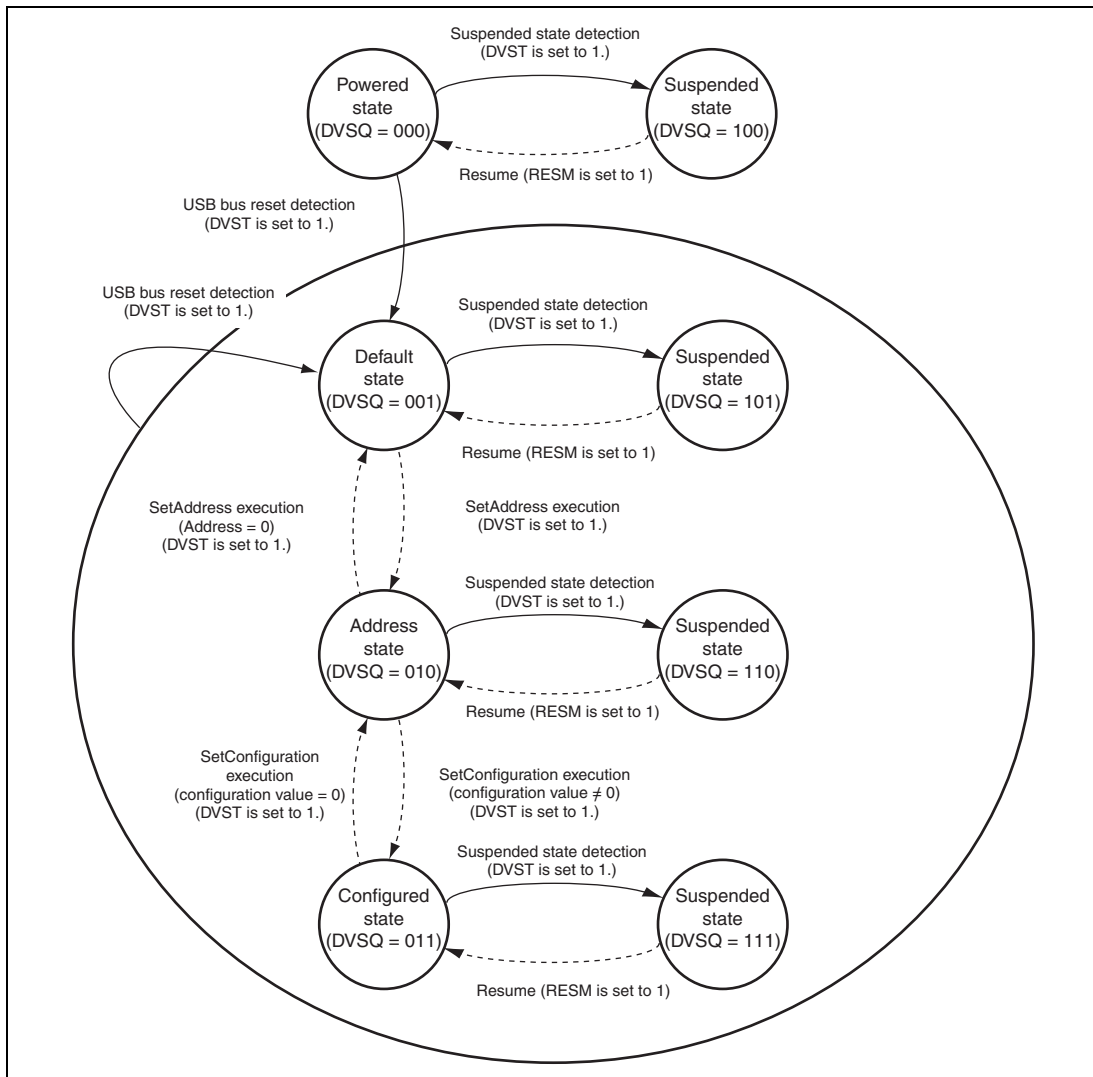 Suspended state detection
(DVST is set to 1.)
Powered
state
(DVSQ = 000)
Suspended
state
(DVSQ = 100)
Resume (RESM is set to 1)
USB bus reset detection
(DVST is set to 1.)
USB bus reset detection
(DVST is set to 1.)
Suspended state detection
(DVST is set to 1.)
Default
state
(DVSQ = 001)
Suspended
state
(DVSQ = 101)
Resume (RESM is set to 1)
SetAddress execution
(Address = 0)
(DVST is set to 1.)
SetAddress execution
(DVST is set to 1.)
Suspended state detection
(DVST is set to 1.)
Address
state
(DVSQ = 010)
Suspended
state
(DVSQ = 110)
Resume (RESM is set to 1)
SetConfiguration
execution
(configuration value = 0)
(DVST is set to 1.)
SetConfiguration execution
(configuration value ≠ 0)
(DVST is set to 1.)
Suspended state detection
(DVST is set to 1.)
Configured
state
(DVSQ = 011)
Suspended
state
(DVSQ = 111)
Resume (RESM is set to 1)